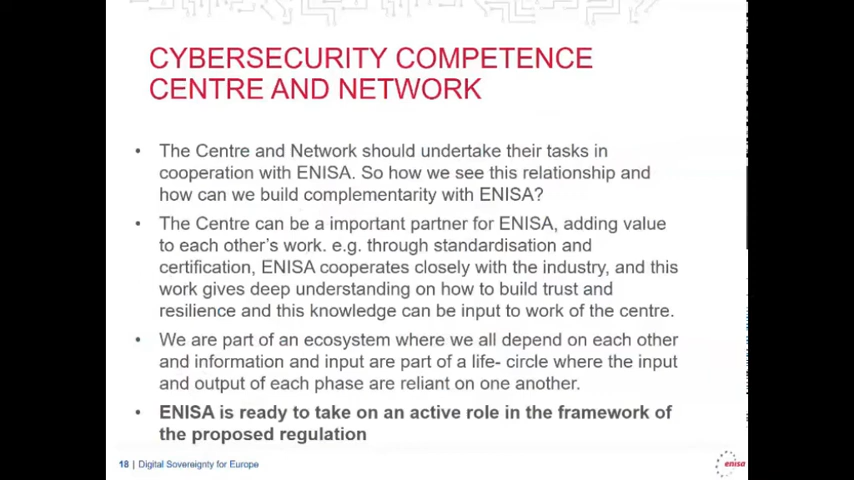 CYBERSECURITY COMPETENCE
CENTRE AND NETWORK
• The Centre and Network should undertake their tasks in
cooperation with ENISA. So how we see this relationship and
how can we build complementarity with ENISA?
• The Centre can be a important partner for ENISA, adding value
to each other's work. e.g. through standardisation and
certification, ENISA cooperates closely with the industry, and this
work gives deep understanding on how to build trust and
resilience and this knowledge can be input to work of the centre.
• We are part of an ecosystem where we all depend on each other
and information and input are part of a life- circle where the input
and output of each phase are reliant on one another.
• ENISA is ready to take on an active role in the framework of
the proposed regulation
18 | Digital Sovereignty for Europe
enisa